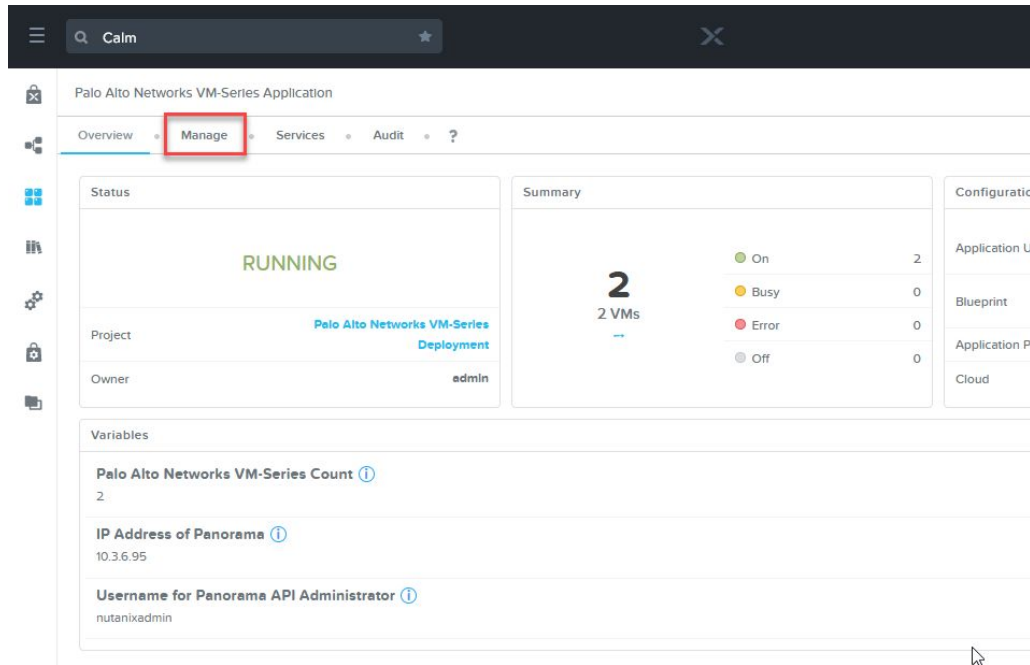 Calm
Palo Alto Networks VM-Series Application
Overview Manage Services Audit ?
Status
RUNNING
Project Palo Alto Networks VM-Series
Deployment
Owner admin
Summary
2
2 VMs
On 2
Busy 0
Error 0
Off 0
Configuratio
Application U
Blueprint
Application P
Cloud
Variables
Palo Alto Networks VM-Series Count
2
IP Address of Panorama
10.3.6.95
Username for Panorama API Administrator
nutanixadmin